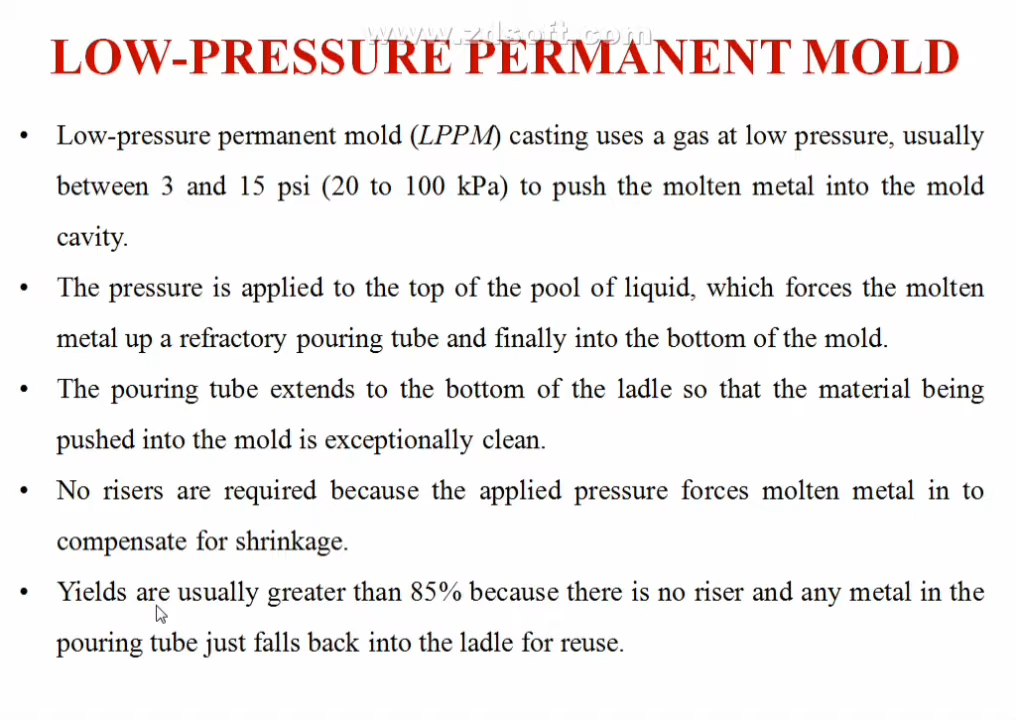 www.zdsoft.com
LOW-PRESSURE PERMANENT MOLD
• Low-pressure permanent mold (LPPM) casting uses a gas at low pressure, usually
between 3 and 15 psi (20 to 100 kPa) to push the molten metal into the mold
cavity.
• The pressure is applied to the top of the pool of liquid, which forces the molten
metal up a refractory pouring tube and finally into the bottom of the mold.
• The pouring tube extends to the bottom of the ladle so that the material being
pushed into the mold is exceptionally clean.
• No risers are required because the applied pressure forces molten metal in to
compensate for shrinkage.
• Yields are usually greater than 85% because there is no riser and any metal in the
pouring tube just falls back into the ladle for reuse.